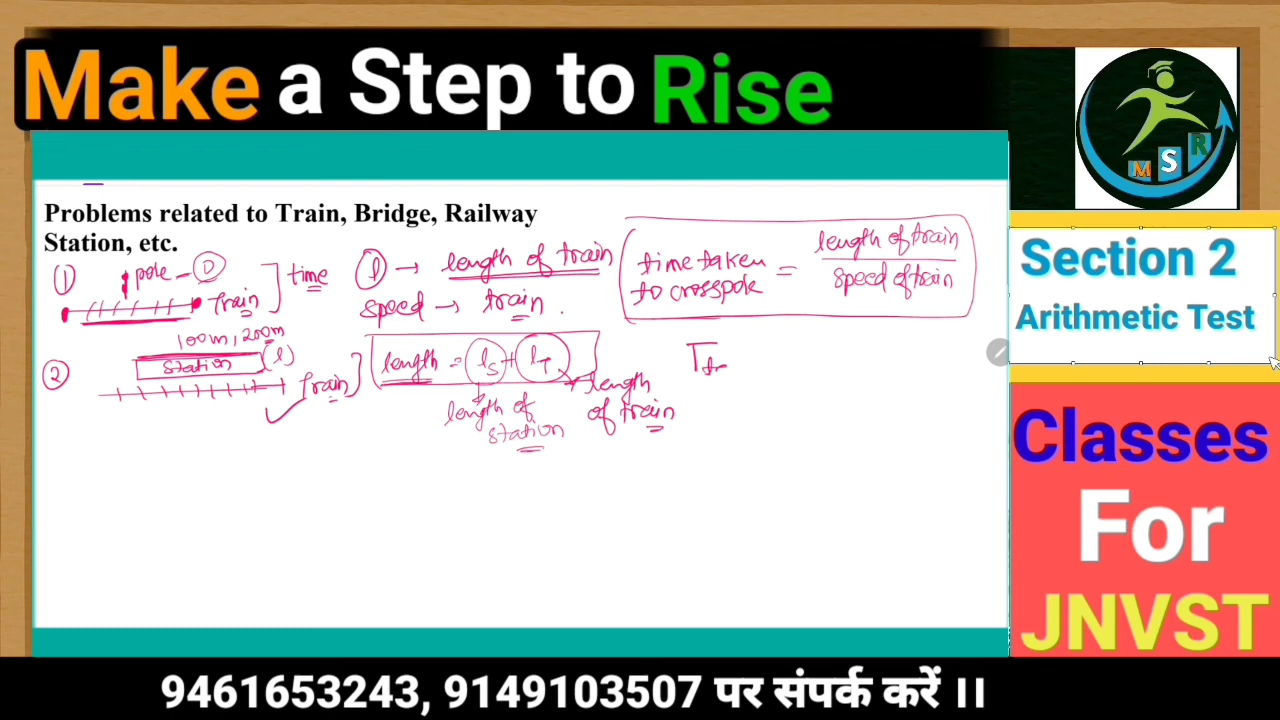 Make a Step to Rise
M S R
Problems related to Train, Bridge, Railway
Station, etc.
① pole - ⓪ Train ] time
ⓛ → length of train
speed → train.
time taken to crosspole = length of train / speed of train
100m, 200m
② station (l) Train ]
length = ls + lT
length of station
length of train
Section 2
Arithmetic Test
Classes
For
JNVST
9461653243, 9149103507 पर संपर्क करें ।।